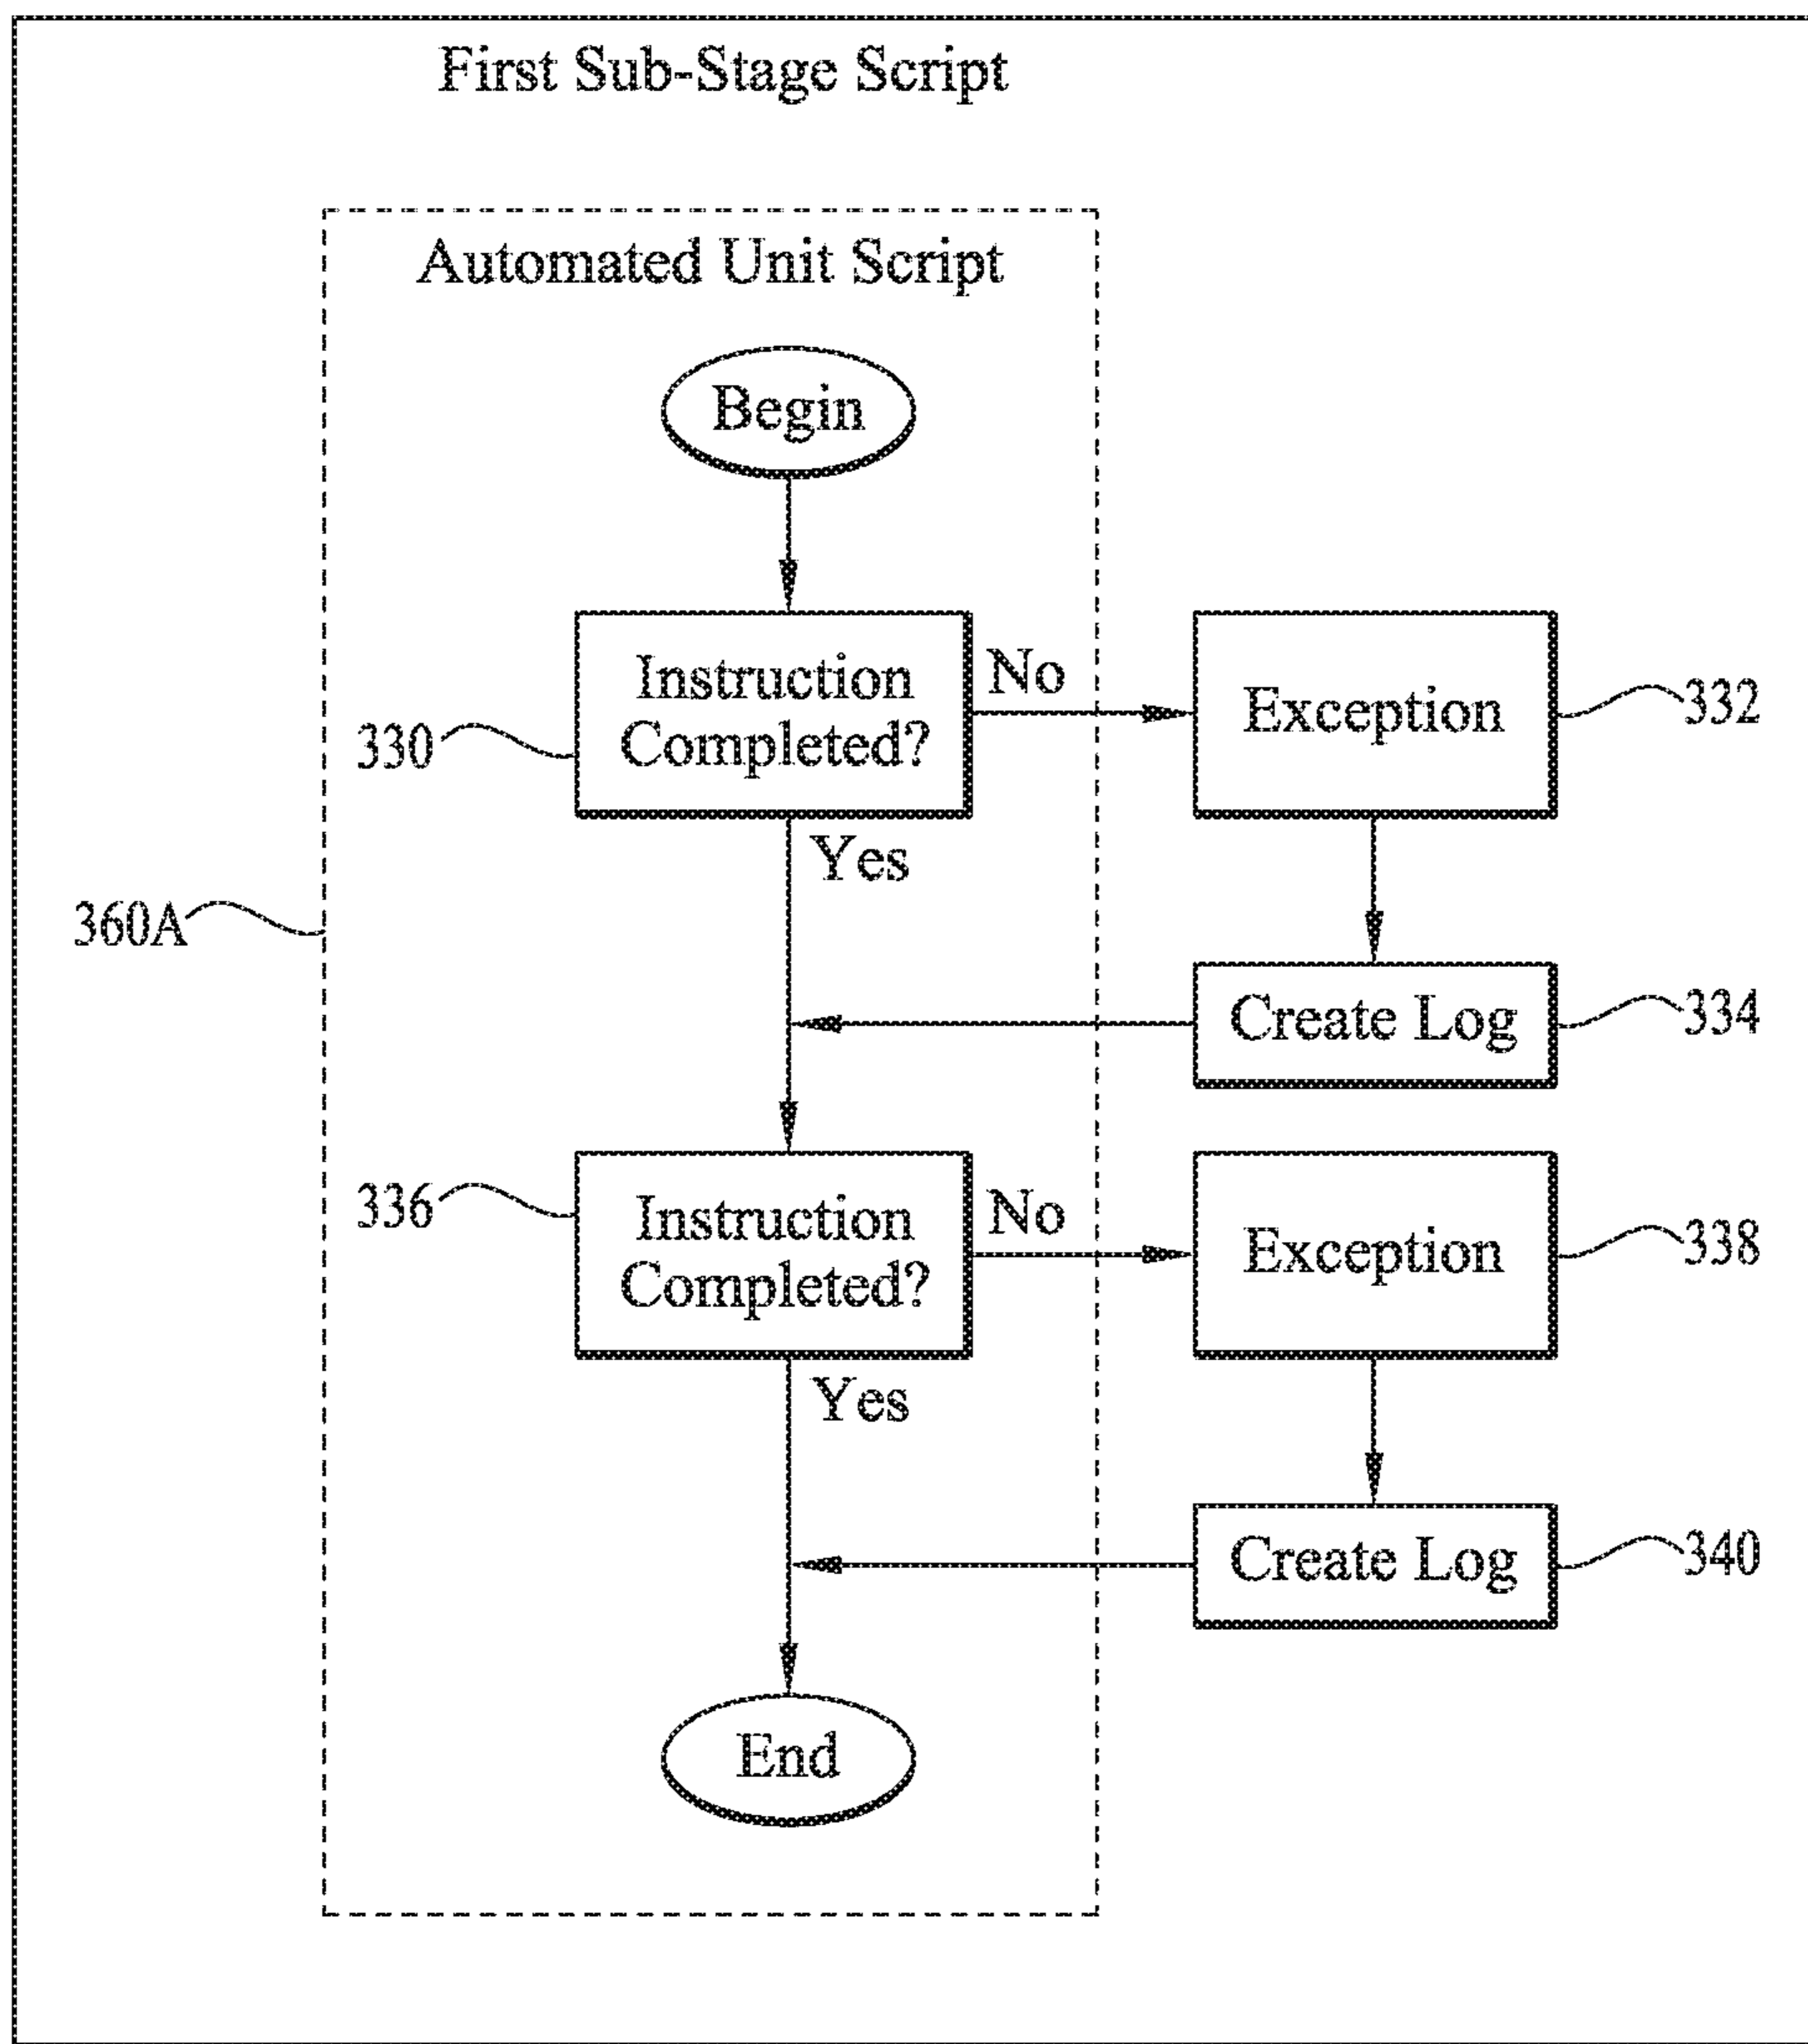 First Sub-Stage Script
Automated Unit Script
Begin
Instruction
Completed?
No
Exception
332
330
Yes
360A
Create Log
334
336
Instruction
Completed?
No
Exception
338
Yes
Create Log
340
End